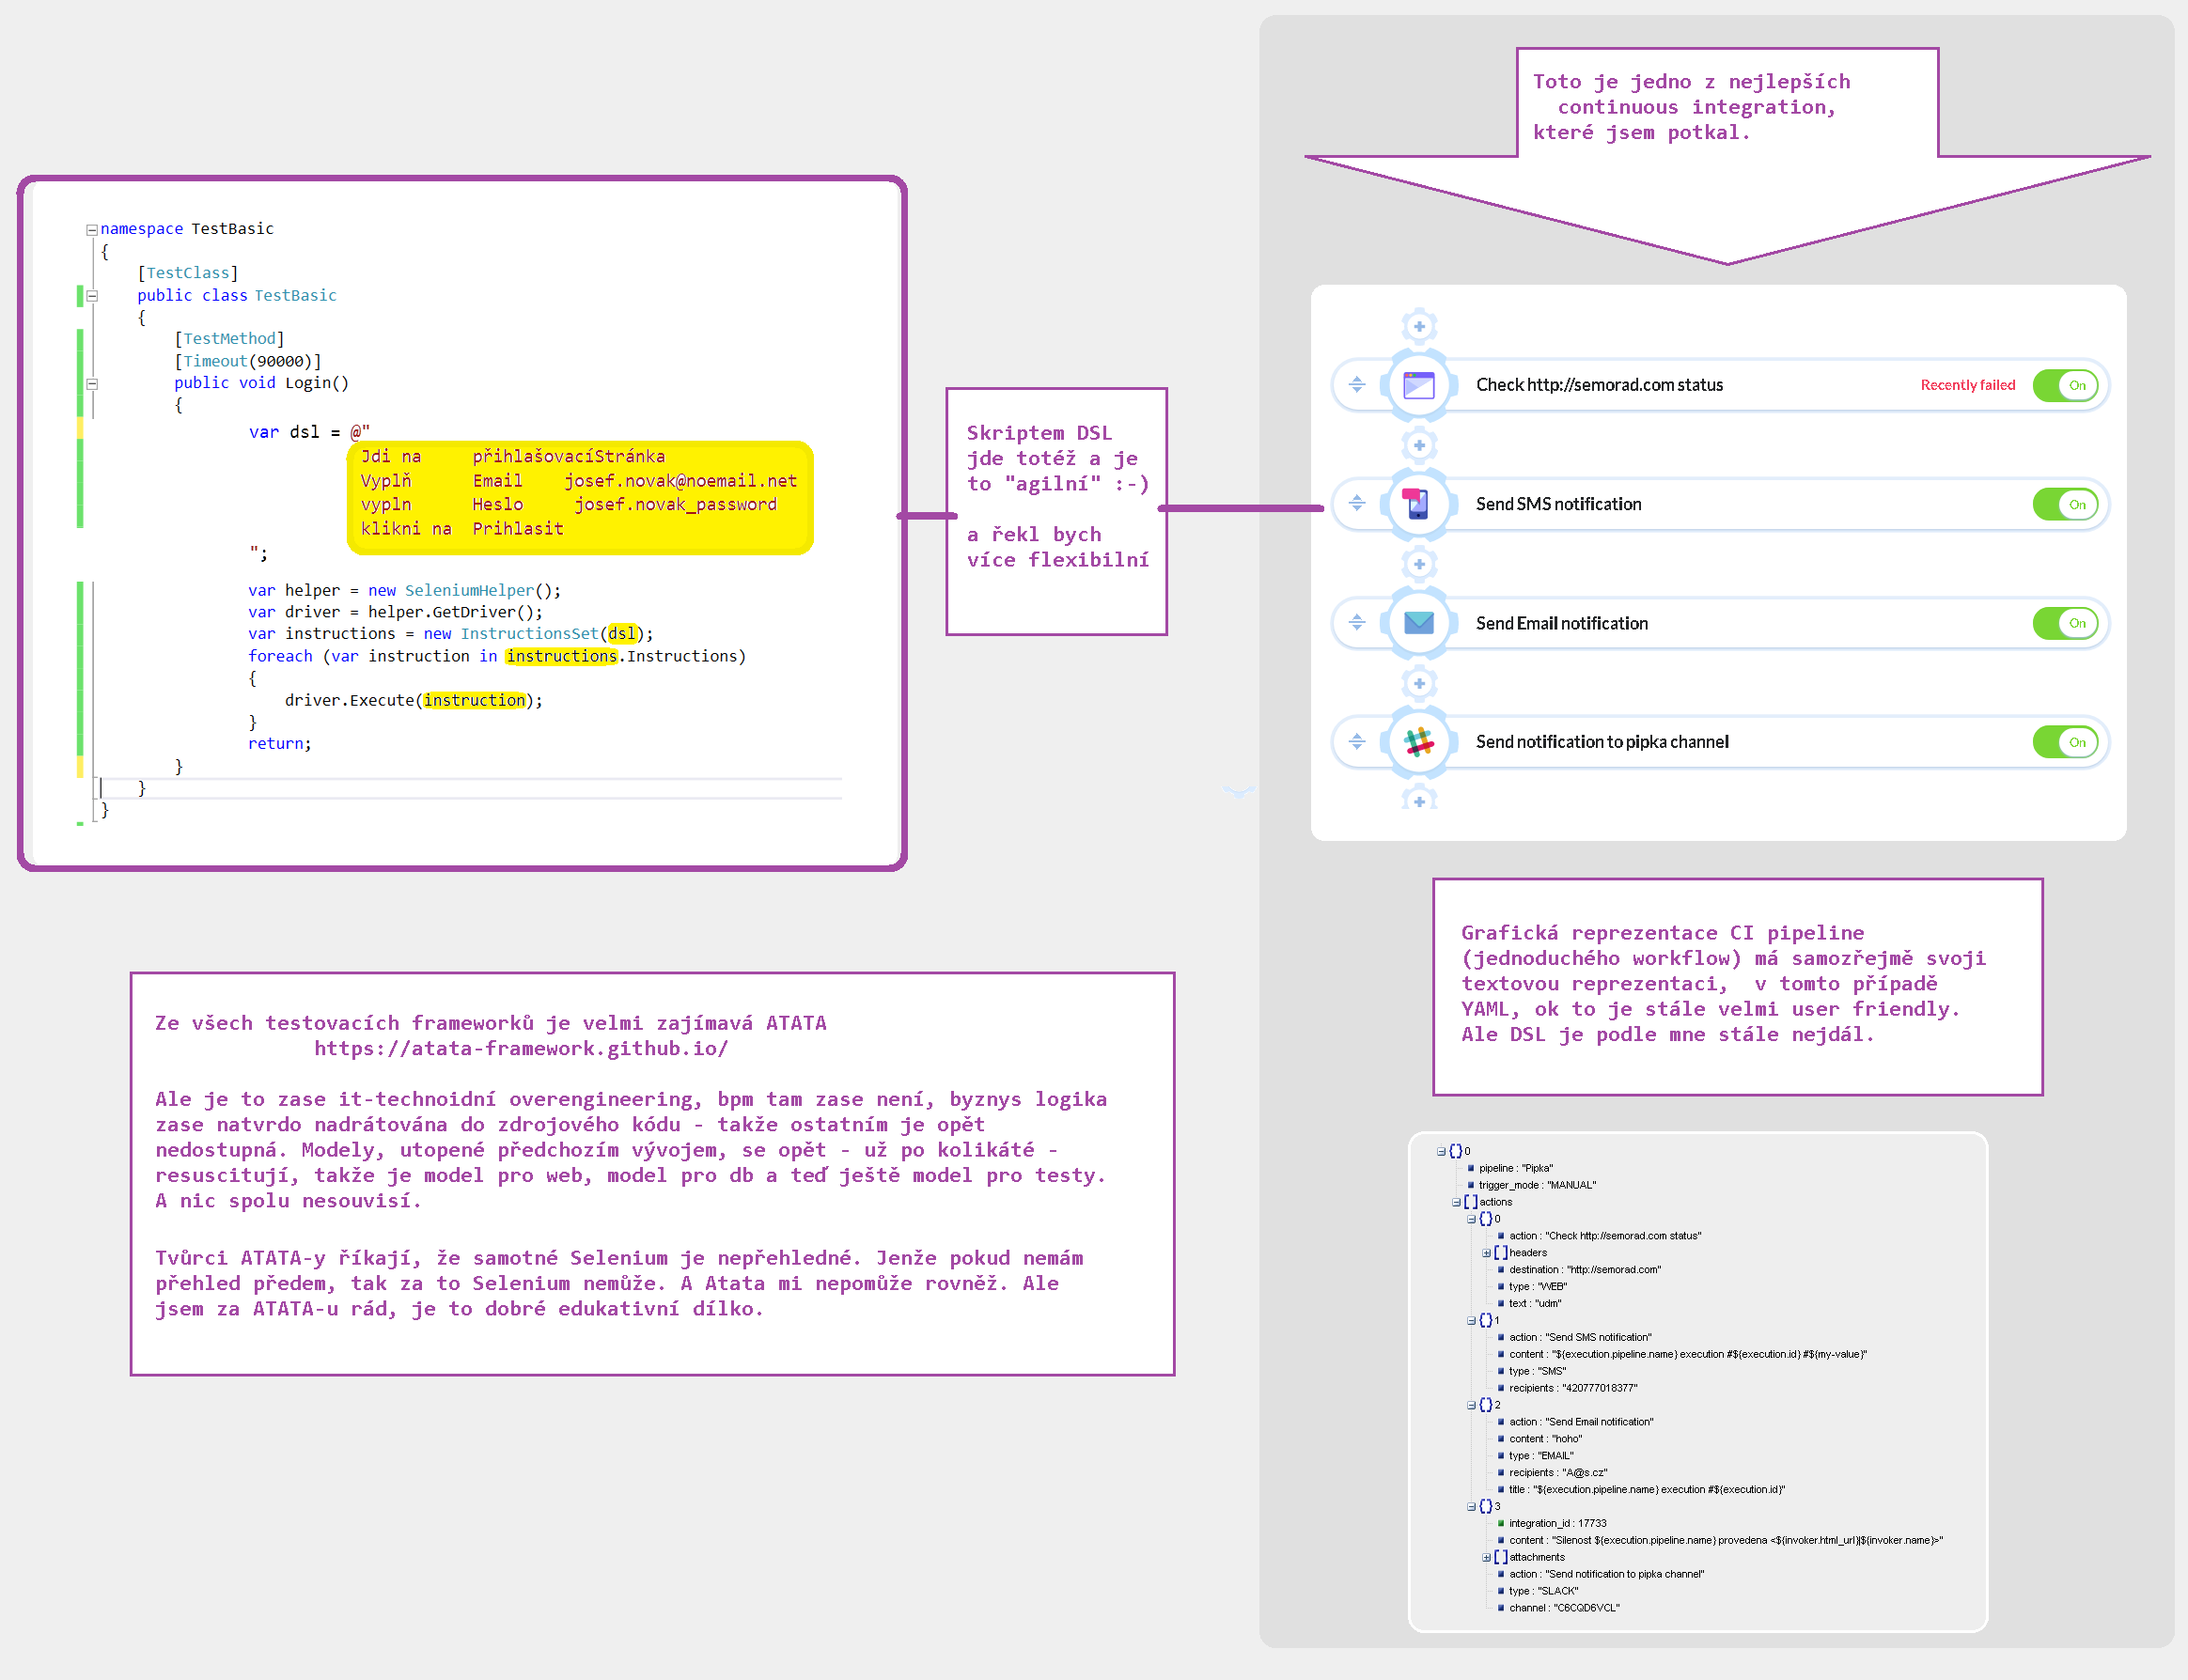 namespace TestBasic
{
[TestClass]
public class TestBasic
{
[TestMethod]
[Timeout(90000)]
public void Login()
{
var dsl = @"
Jdi na přihlašovacíStránka
Vyplň Email josef.novak@noemail.net
vypln Heslo josef.novak_password
klikni na Prihlasit
";
var helper = new SeleniumHelper();
var driver = helper.GetDriver();
var instructions = new InstructionsSet(dsl);
foreach (var instruction in instructions.Instructions)
{
driver.Execute(instruction);
}
return;
}
}
}
Skriptem DSL
jde totéž a je
to "agilní" :-)
a řekl bych
více flexibilní
Toto je jedno z nejlepších
continuous integration,
které jsem potkal.
Check http://semorad.com status Recently failed On
Send SMS notification On
Send Email notification On
Send notification to pipka channel On
Ze všech testovacích frameworků je velmi zajímavá ATATA
https://atata-framework.github.io/
Ale je to zase it-technoidní overengineering, bpm tam zase není, byznys logika
zase natvrdo nadrátována do zdrojového kódu - takže ostatním je opět
nedostupná. Modely, utopené předchozím vývojem, se opět - už po kolikáté -
resuscitují, takže je model pro web, model pro db a teď ještě model pro testy.
A nic spolu nesouvisí.
Tvůrci ATATA-y říkají, že samotné Selenium je nepřehledné. Jenže pokud nemám
přehled předem, tak za to Selenium nemůže. A Atata mi nepomůže rovněž. Ale
jsem za ATATA-u rád, je to dobré edukativní dílko.
Grafická reprezentace CI pipeline
(jednoduchého workflow) má samozřejmě svoji
textovou reprezentaci, v tomto případě
YAML, ok to je stále velmi user friendly.
Ale DSL je podle mne stále nejdál.
{}0
pipeline : "Pipka"
trigger_mode : "MANUAL"
[]actions
{}0
action : "Check http://semorad.com status"
[]headers
destination : "http://semorad.com"
type : "WEB"
text : "udm"
{}1
action : "Send SMS notification"
content : "${execution.pipeline.name} execution #${execution.id} #${my-value}"
type : "SMS"
recipients : "420777018377"
{}2
action : "Send Email notification"
content : "hoho"
type : "EMAIL"
recipients : "A@s.cz"
title : "${execution.pipeline.name} execution #${execution.id}"
{}3
integration_id : 17733
content : "Silenost ${execution.pipeline.name} provedena <${invoker.html_url}|${invoker.name}>"
[]attachments
action : "Send notification to pipka channel"
type : "SLACK"
channel : "C6CQD6VCL"